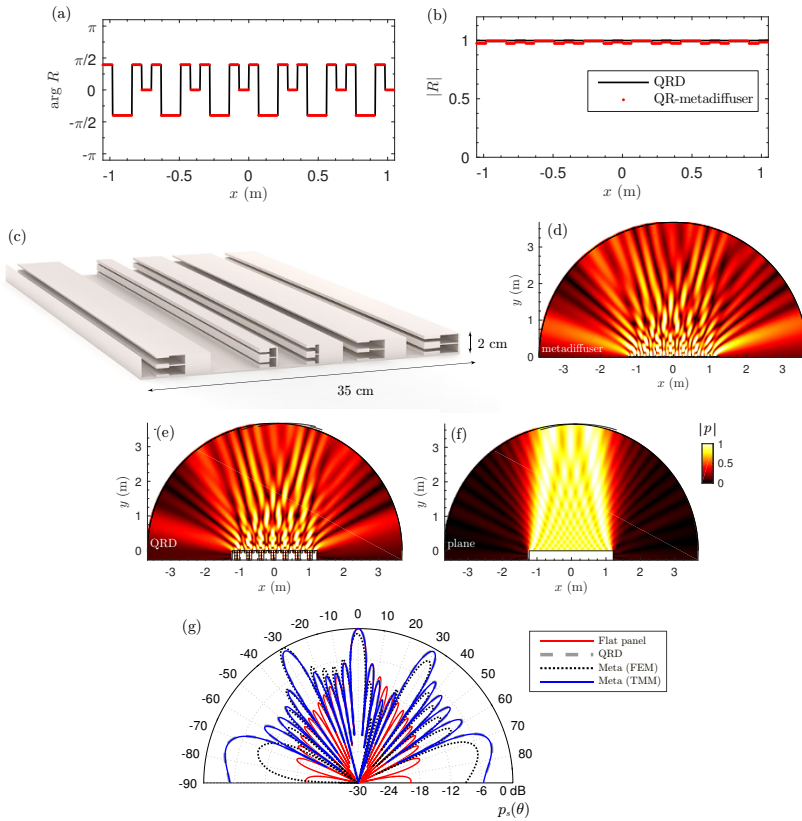 (a)
(b)
π
π/2
0
-π/2
-π
arg R
-1
-0.5
0
0.5
1
x (m)
1
0.5
0
|R|
QRD
QR-metadiffuser
-1
-0.5
0
0.5
1
x (m)
(c)
2 cm
35 cm
(d)
3
2
1
0
y (m)
metadiffuser
-3
-2
-1
0
1
2
3
x (m)
(e)
3
2
1
0
y (m)
QRD
-3
-2
-1
0
1
2
3
x (m)
(f)
3
2
1
0
y (m)
plane
-3
-2
-1
0
1
2
3
x (m)
|p|
1
0.5
0
(g)
-90
-80
-70
-60
-50
-40
-30
-20
-10
0
10
20
30
40
50
60
70
80
-30
-24
-18
-12
-6
0 dB
pₛ(θ)
Flat panel
QRD
Meta (FEM)
Meta (TMM)